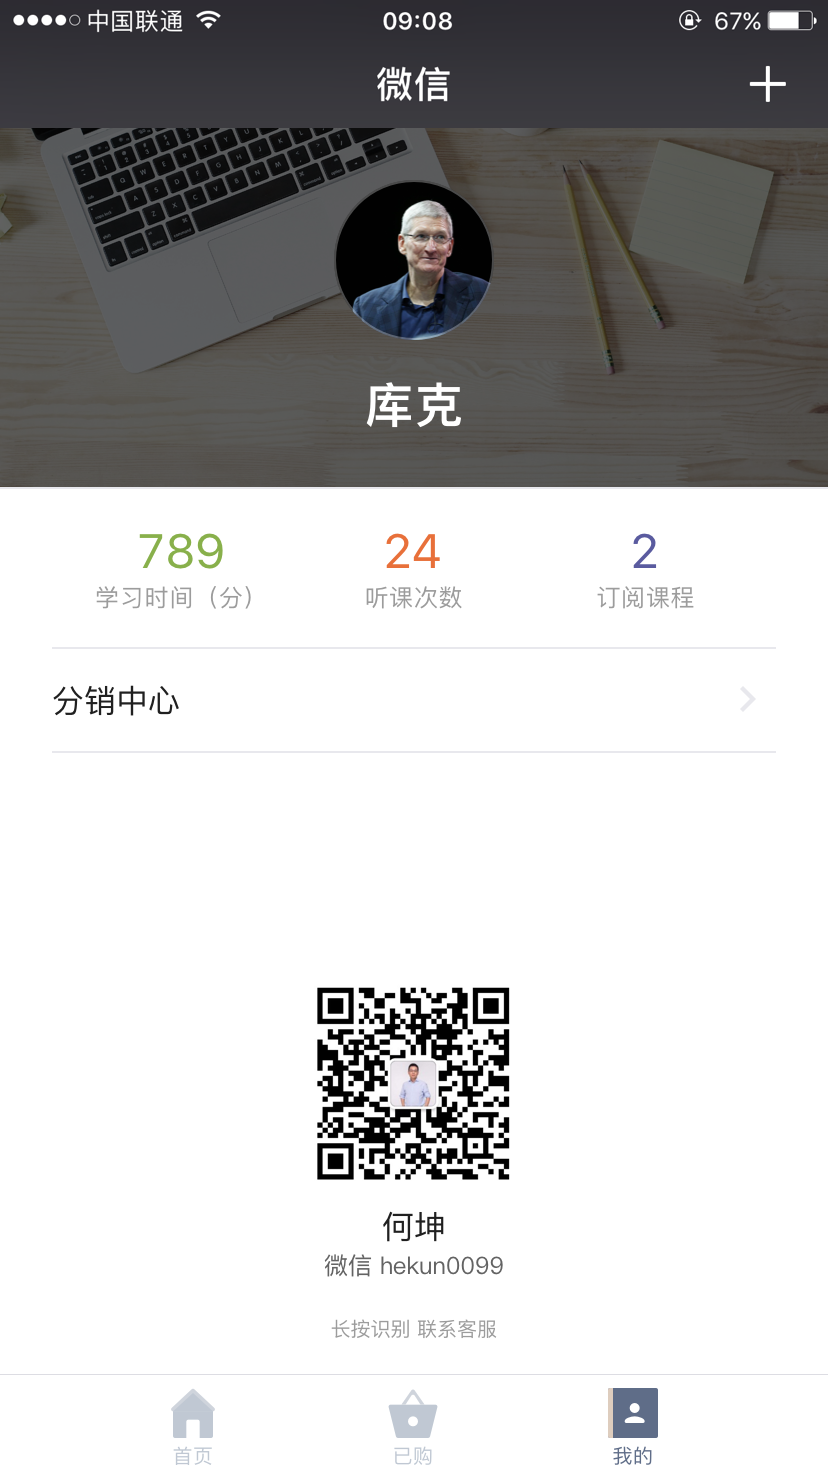 中国联通 09:08 67%
微信
库克
789 24 2
学习时间（分） 听课次数 订阅课程
分销中心
何坤
微信 hekun0099
长按识别 联系客服
首页 已购 我的